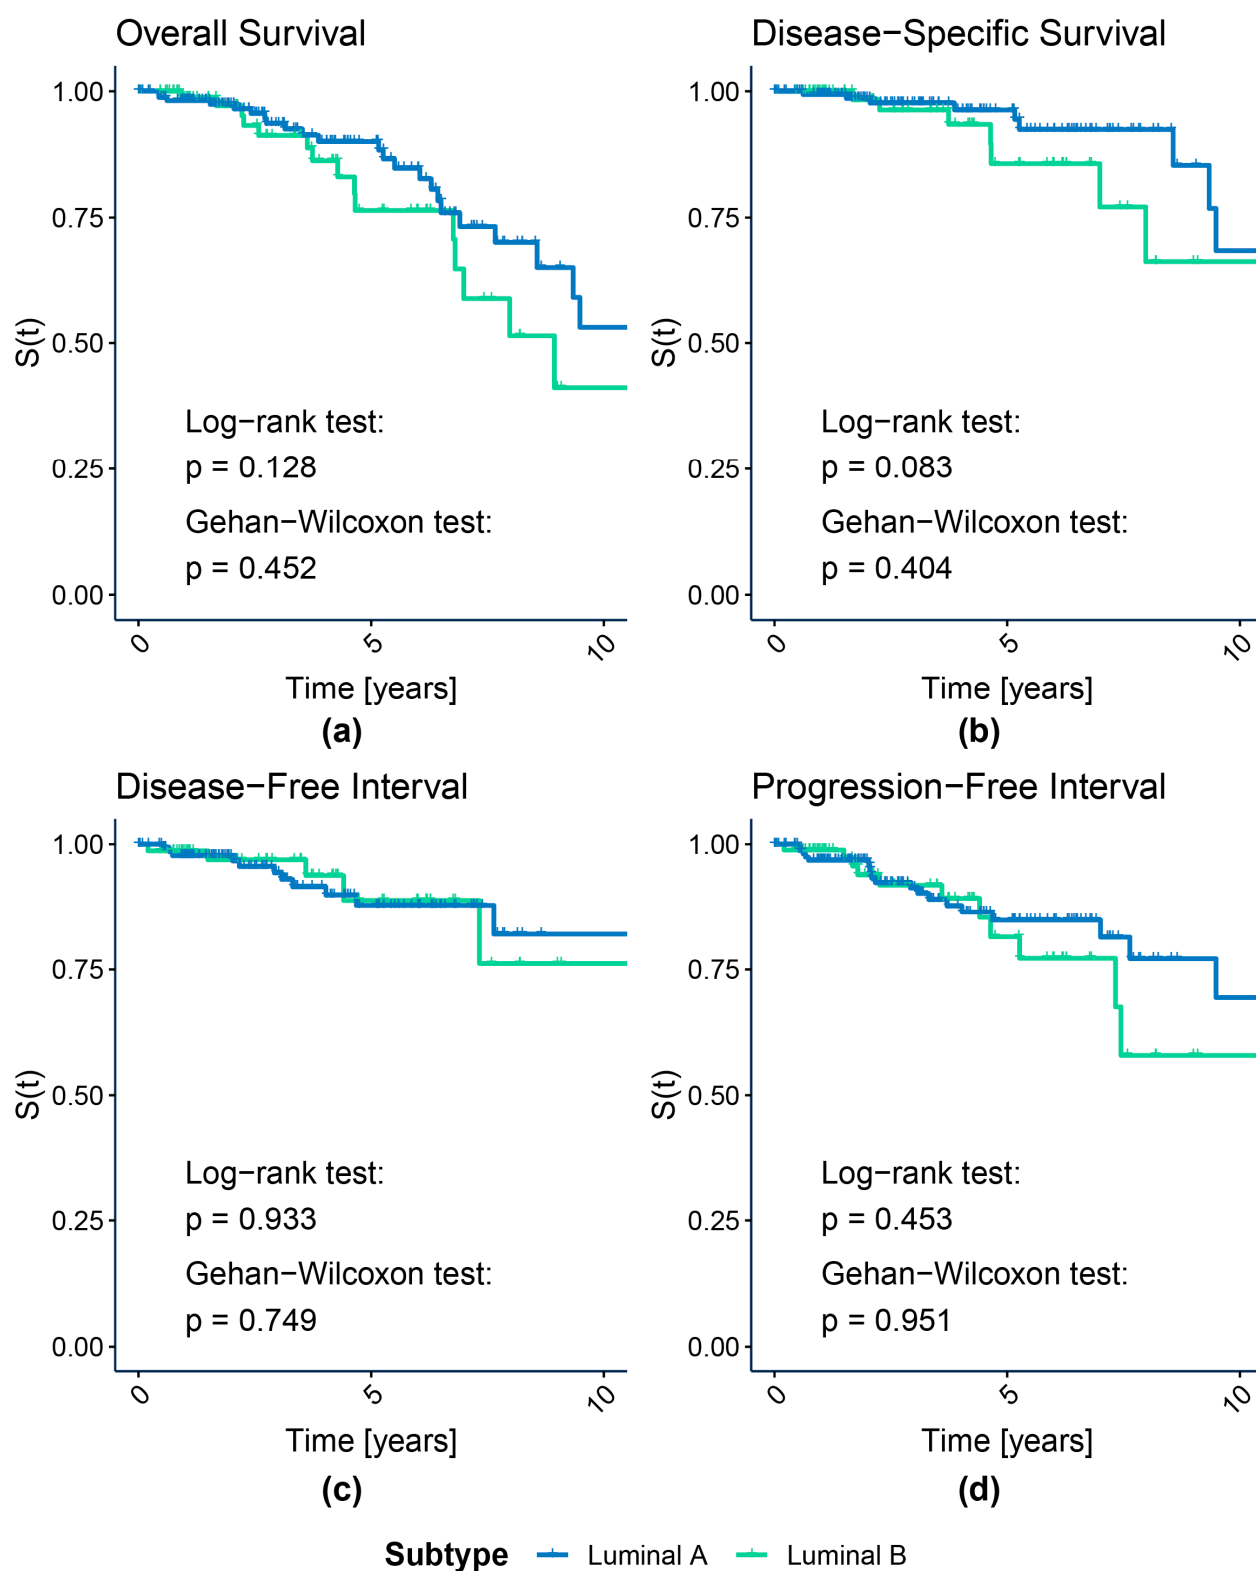 Overall Survival
1.00
0.75
0.50
0.25
0.00
S(t)
Log−rank test:
p = 0.128
Gehan−Wilcoxon test:
p = 0.452
0 5 10
Time [years]
(a)
Disease−Specific Survival
1.00
0.75
0.50
0.25
0.00
S(t)
Log−rank test:
p = 0.083
Gehan−Wilcoxon test:
p = 0.404
0 5 10
Time [years]
(b)
Disease−Free Interval
1.00
0.75
0.50
0.25
0.00
S(t)
Log−rank test:
p = 0.933
Gehan−Wilcoxon test:
p = 0.749
0 5 10
Time [years]
(c)
Progression−Free Interval
1.00
0.75
0.50
0.25
0.00
S(t)
Log−rank test:
p = 0.453
Gehan−Wilcoxon test:
p = 0.951
0 5 10
Time [years]
(d)
Subtype Luminal A Luminal B